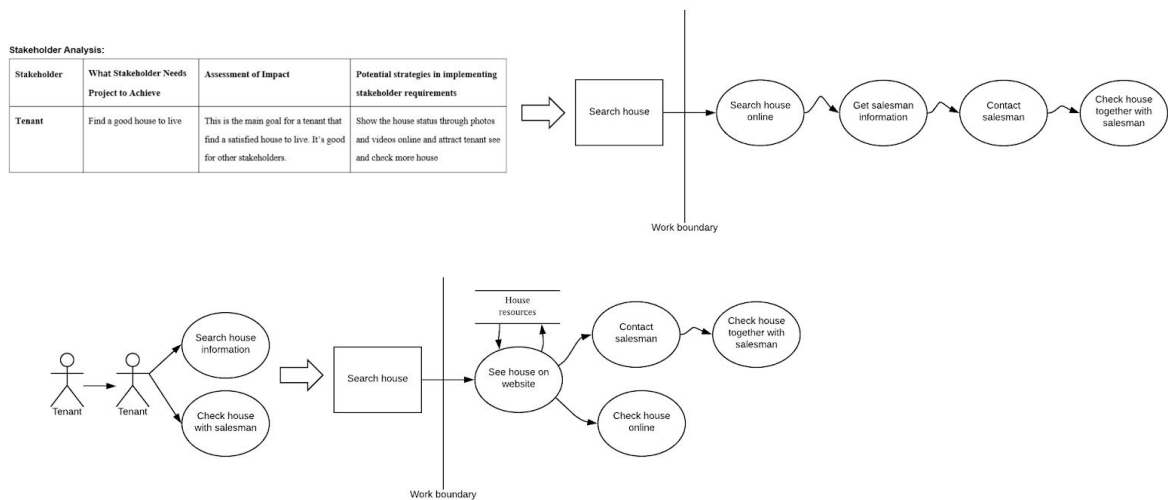 Stakeholder Analysis:
Stakeholder
What Stakeholder Needs
Project to Achieve
Assessment of Impact
Potential strategies in implementing
stakeholder requirements
Tenant
Find a good house to live
This is the main goal for a tenant that
find a satisfied house to live. It's good
for other stakeholders.
Show the house status through photos
and videos online and attract tenant see
and check more house
Search house
Search house
online
Get salesman
information
Contact
salesman
Check house
together with
salesman
Work boundary
Tenant
Tenant
Search house
information
Check house
with salesman
Search house
House
resources
See house on
website
Contact
salesman
Check house
together with
salesman
Check house
online
Work boundary